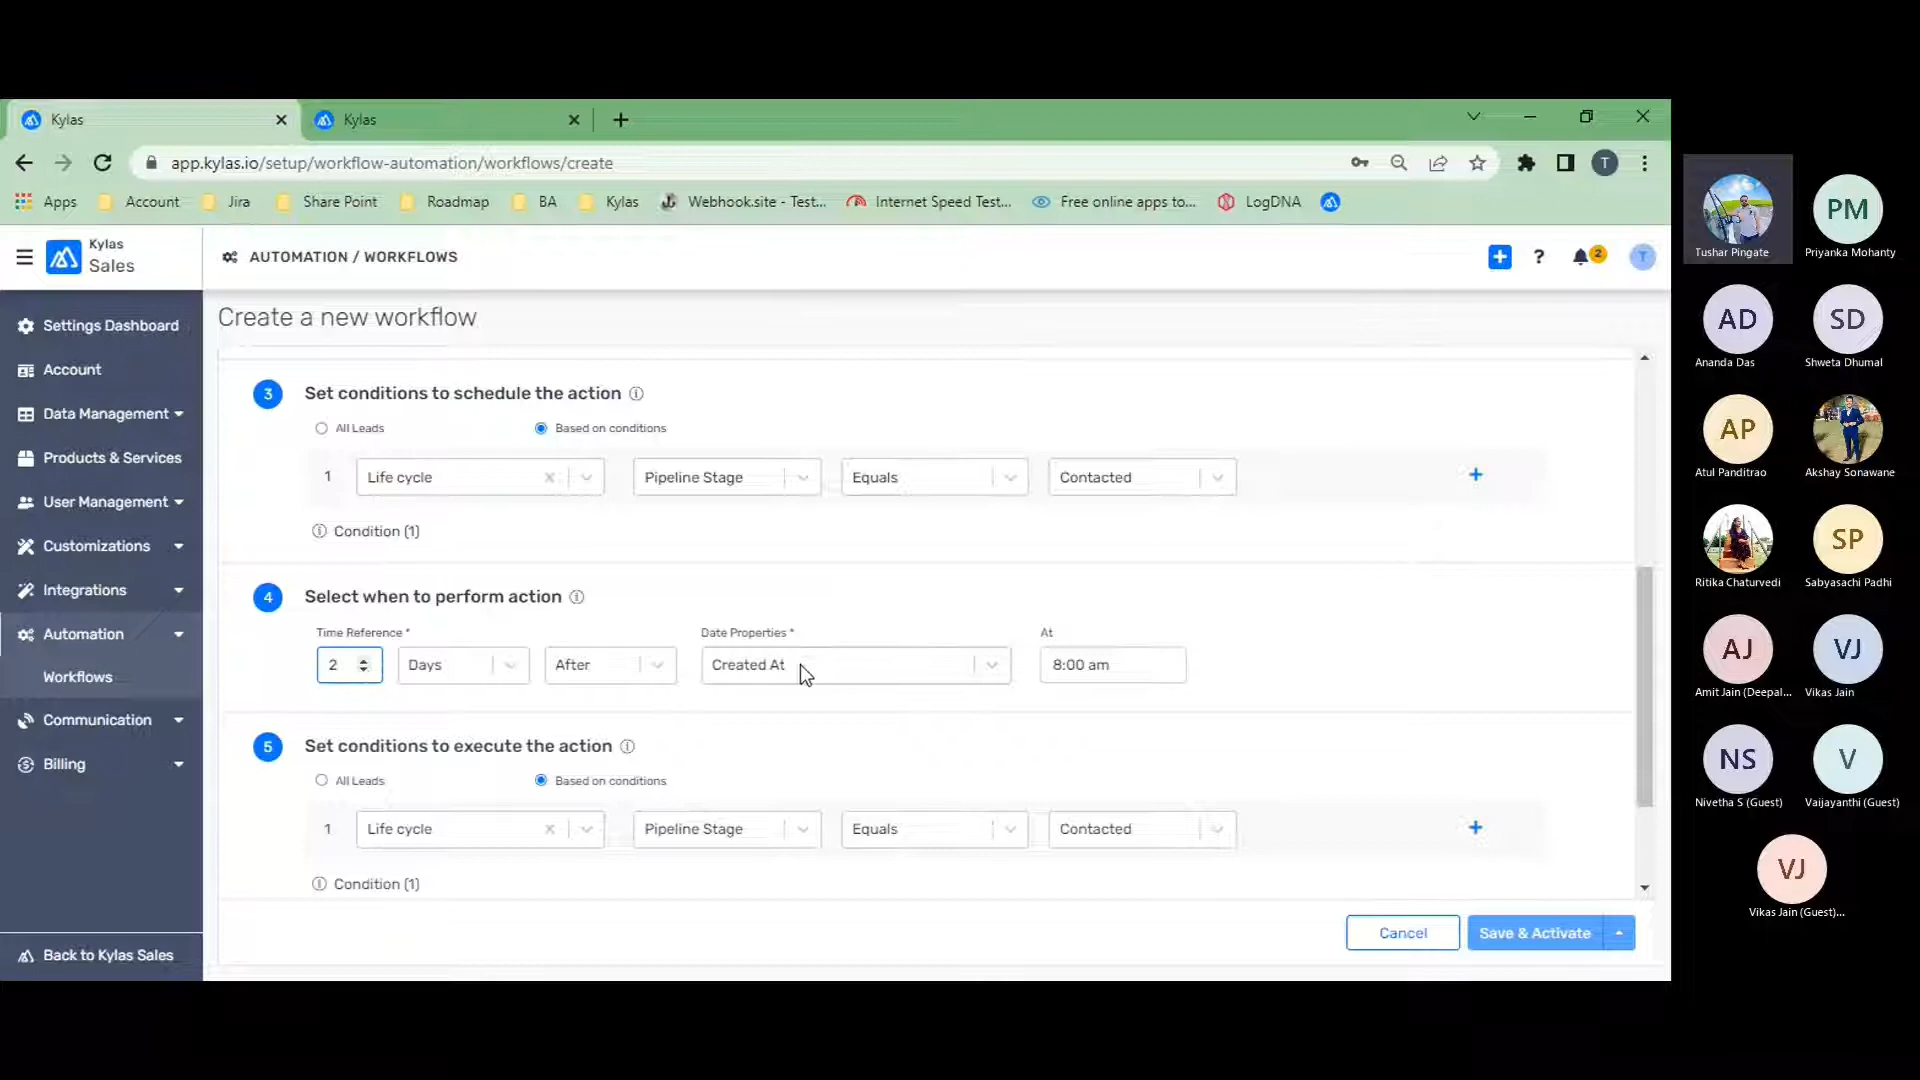 Kylas
Kylas
app.kylas.io/setup/workflow-automation/workflows/create
T
Apps
Account
Jira
Share Point
Roadmap
BA
Kylas
Webhook.site - Test...
Internet Speed Test...
Free online apps to...
LogDNA
Kylas
Sales
AUTOMATION / WORKFLOWS
?
2
T
Settings Dashboard
Account
Data Management
Products & Services
User Management
Customizations
Integrations
Automation
Workflows
Communication
Billing
Back to Kylas Sales
Create a new workflow
3 Set conditions to schedule the action
All Leads Based on conditions
1 Life cycle Pipeline Stage Equals Contacted +
Condition (1)
4 Select when to perform action
Time Reference * Date Properties * At
2 Days After Created At 8:00 am
5 Set conditions to execute the action
All Leads Based on conditions
1 Life cycle Pipeline Stage Equals Contacted +
Condition (1)
Cancel Save & Activate
Tushar Pingate
PM
Priyanka Mohanty
AD
Ananda Das
SD
Shweta Dhumal
AP
Atul Panditrao
Akshay Sonawane
Ritika Chaturvedi
SP
Sabyasachi Padhi
AJ
Amit Jain (Deepal...
VJ
Vikas Jain
NS
Nivetha S (Guest)
V
Vaijayanthi (Guest)
VJ
Vikas Jain (Guest)...